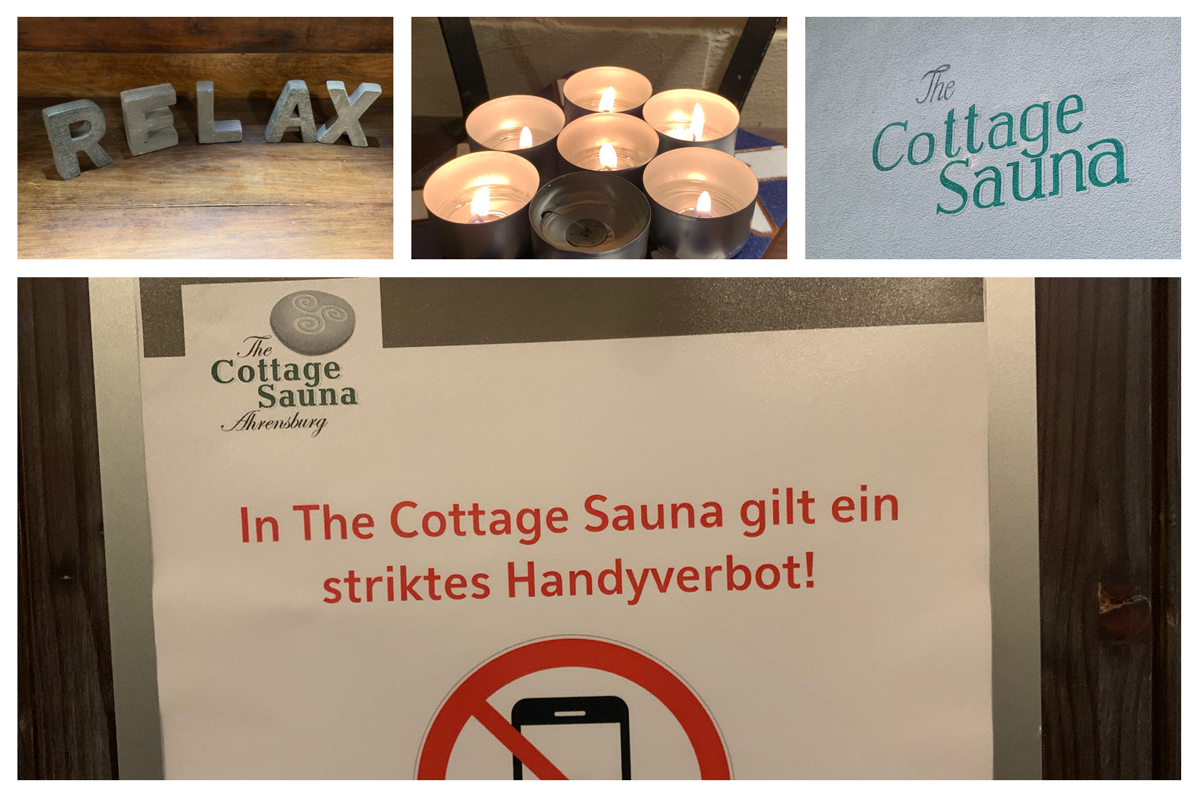 RELAX
The
Cottage
Sauna
The
Cottage
Sauna
Ahrensburg
In The Cottage Sauna gilt ein
striktes Handyverbot!